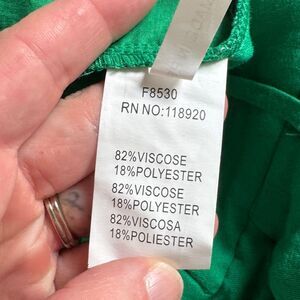 F8530
RN NO:118920
82%VISCOSE
18%POLYESTER
82%VISCOSE
18%POLYESTER
82%VISCOSA
18%POLIESTER